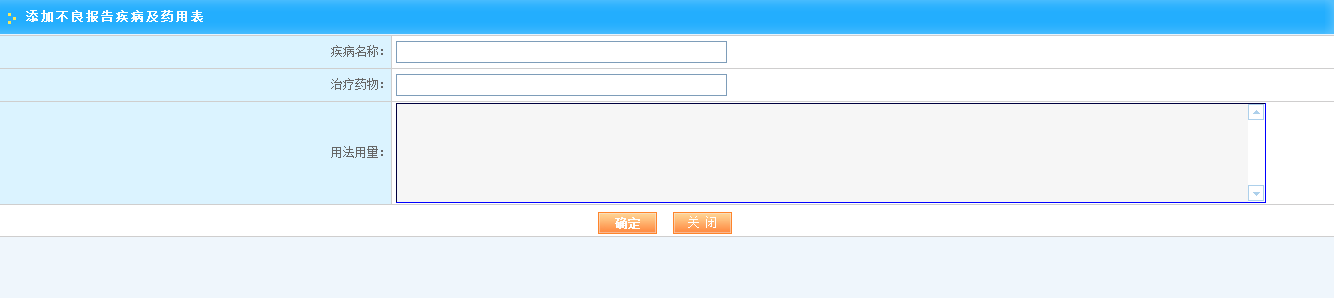 添加不良报告疾病及药用表
疾病名称：
治疗药物：
用法用量：
确定 关 闭